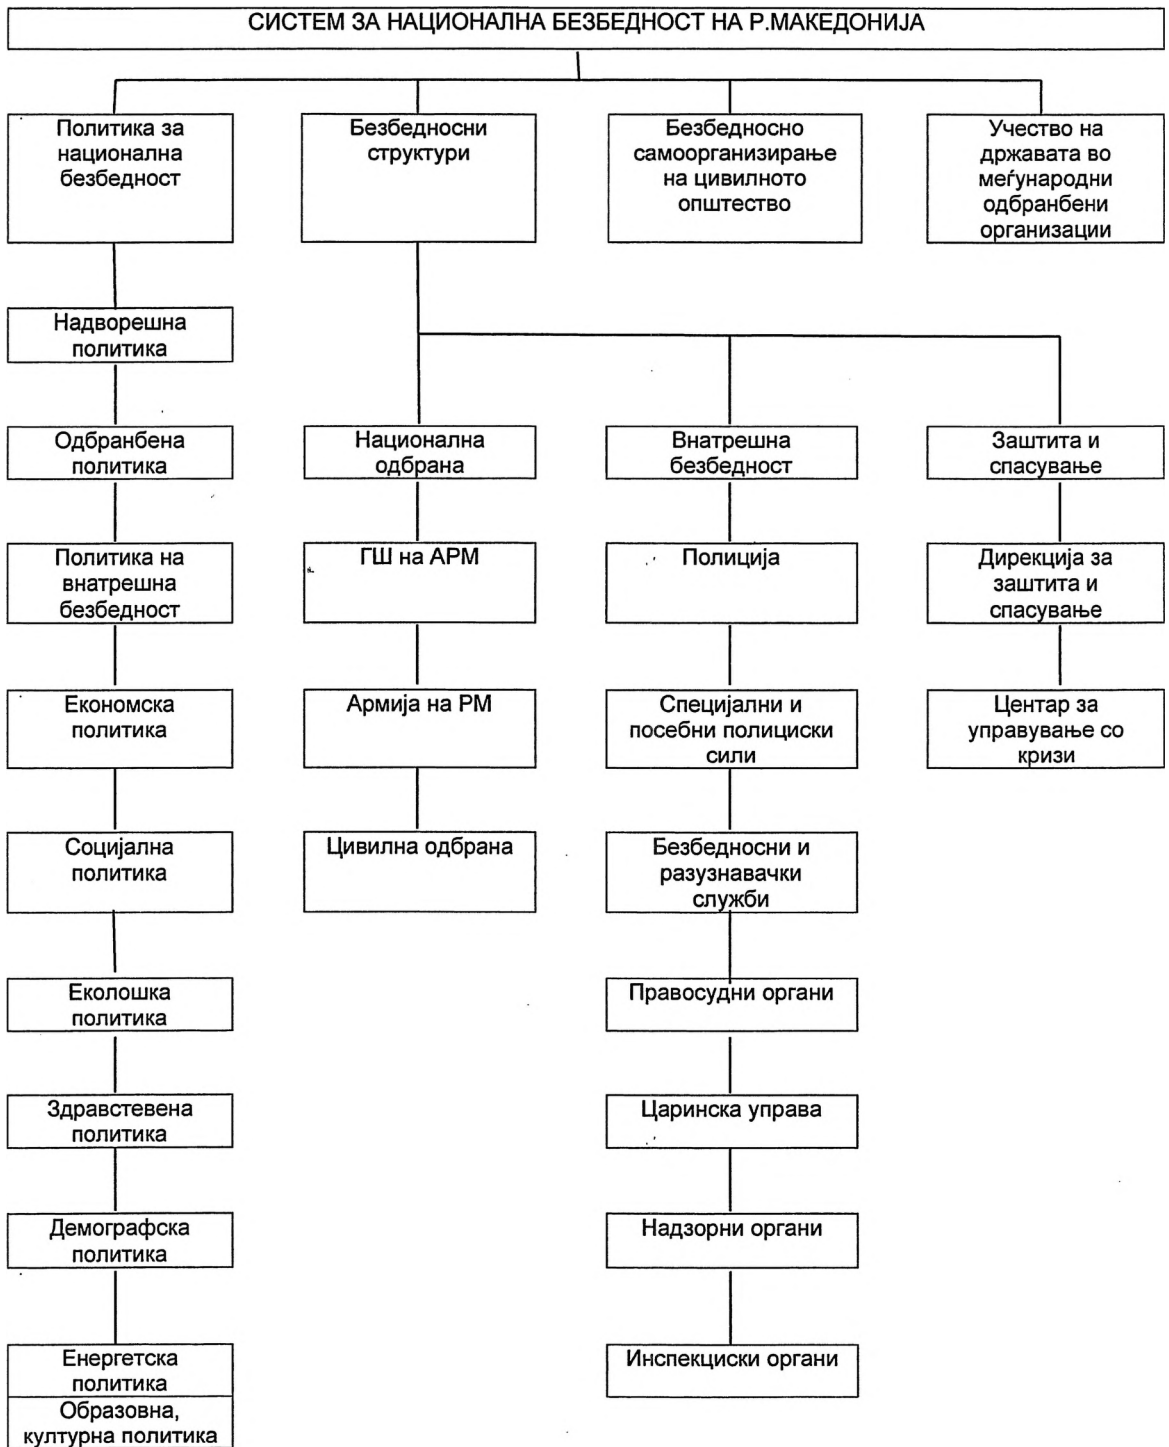 СИСТЕМ ЗА НАЦИОНАЛНА БЕЗБЕДНОСТ НА Р.МАКЕДОНИЈА
Политика за
национална
безбедност
Безбедносни
структури
Безбедносно
самоорганизирање
на цивилното
општество
Учество на
државата во
меѓународни
одбранбени
организации
Надворешна
политика
Одбранбена
политика
Национална
одбрана
Внатрешна
безбедност
Заштита и
спасување
Политика на
внатрешна
безбедност
ГШ на АРМ
Полиција
Дирекција за
заштита и
спасување
Економска
политика
Армија на РМ
Специјални и
посебни полициски
сили
Центар за
управување со
кризи
Социјална
политика
Цивилна одбрана
Безбедносни и
разузнавачки
служби
Еколошка
политика
Правосудни органи
Здравстевена
политика
Царинска управа
Демографска
политика
Надзорни органи
Енергетска
политика
Инспекциски органи
Образовна,
културна политика